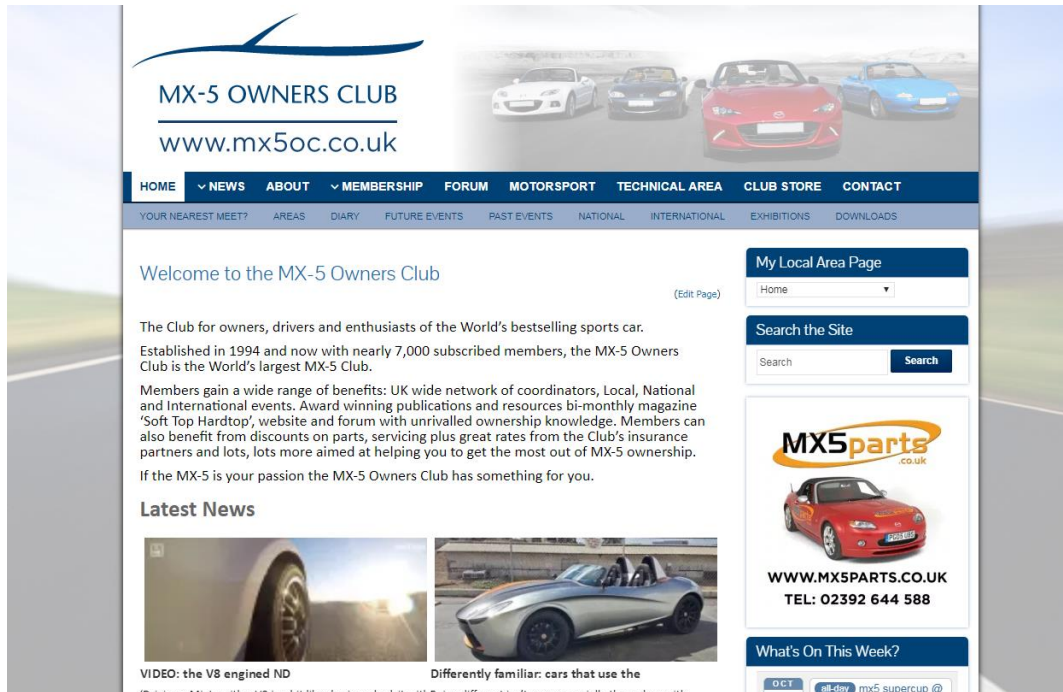 MX-5 OWNERS CLUB
www.mx5oc.co.uk
HOME NEWS ABOUT MEMBERSHIP FORUM MOTORSPORT TECHNICAL AREA CLUB STORE CONTACT
YOUR NEAREST MEET? AREAS DIARY FUTURE EVENTS PAST EVENTS NATIONAL INTERNATIONAL EXHIBITIONS DOWNLOADS
Welcome to the MX-5 Owners Club
(Edit Page)
The Club for owners, drivers and enthusiasts of the World's bestselling sports car.
Established in 1994 and now with nearly 7,000 subscribed members, the MX-5 Owners
Club is the World's largest MX-5 Club.
Members gain a wide range of benefits: UK wide network of coordinators, Local, National
and International events. Award winning publications and resources bi-monthly magazine
‘Soft Top Hardtop’, website and forum with unrivalled ownership knowledge. Members can
also benefit from discounts on parts, servicing plus great rates from the Club's insurance
partners and lots, lots more aimed at helping you to get the most out of MX-5 ownership.
If the MX-5 is your passion the MX-5 Owners Club has something for you.
Latest News
VIDEO: the V8 engined ND
Differently familiar: cars that use the
My Local Area Page
Home
Search the Site
Search Search
MX5parts
.co.uk
WWW.MX5PARTS.CO.UK
TEL: 02392 644 588
What's On This Week?
OCT
all-day mx5 supercup @